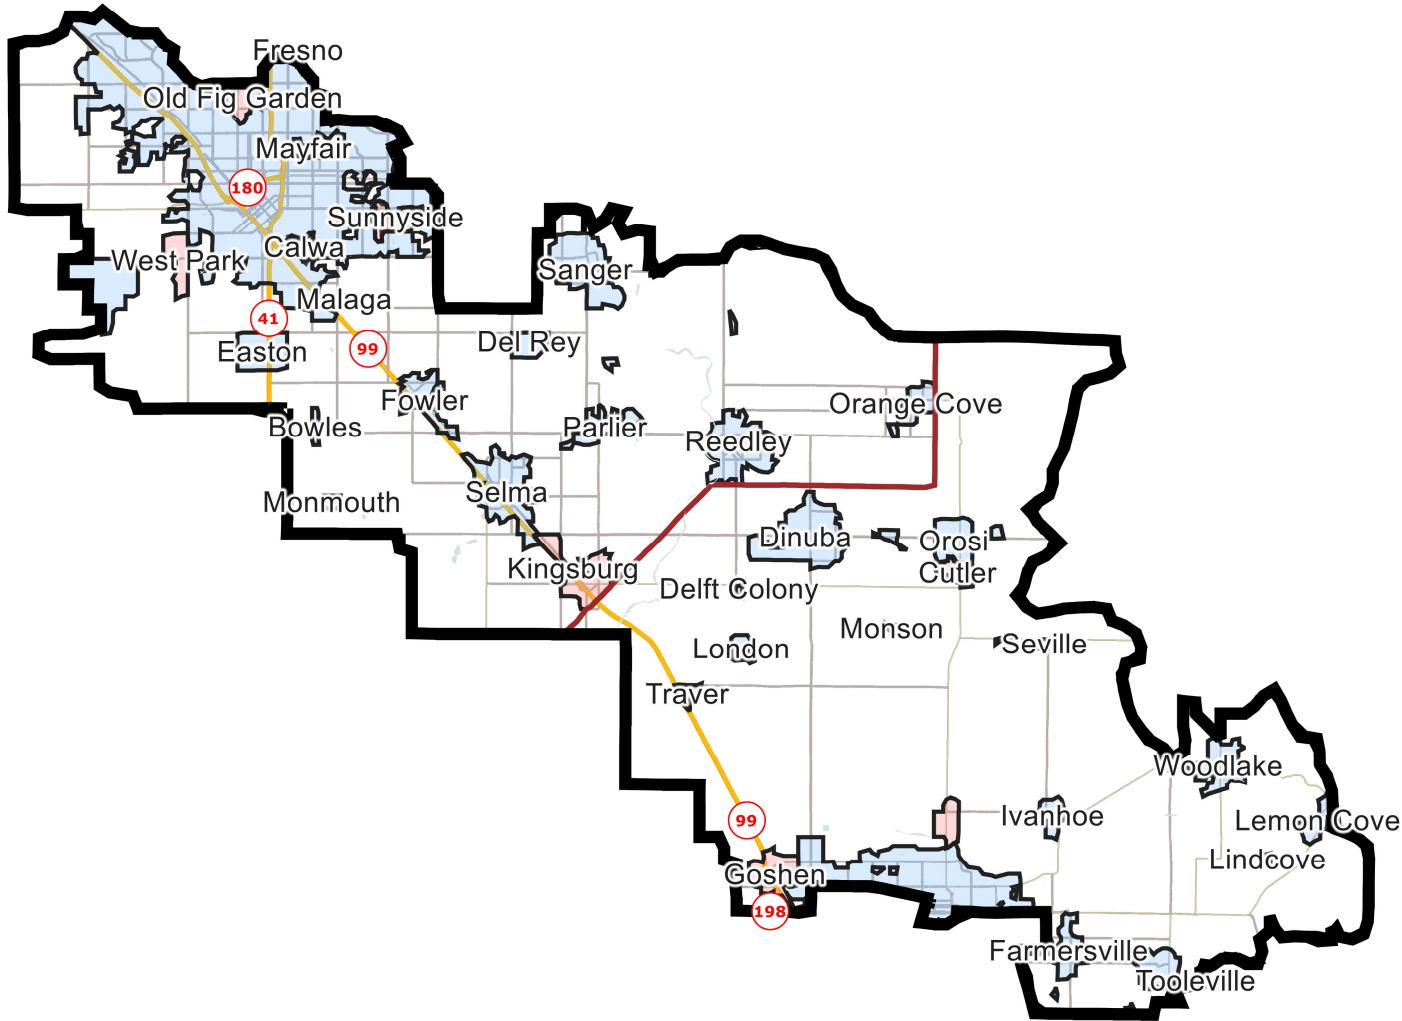 Fresno
Old Fig Garden
Mayfair
180
Sunnyside
Calwa
West Park
Sanger
Malaga
41
99
Del Rey
Easton
Fowler
Orange Cove
Bowles
Parlier
Reedley
Selma
Monmouth
Dinuba
Orosi
Kingsburg
Cutler
Delft Colony
Monson
London
Seville
Traver
Woodlake
99
Ivanhoe
Lemon Cove
Lindcove
Goshen
198
Farmersville
Tooleville